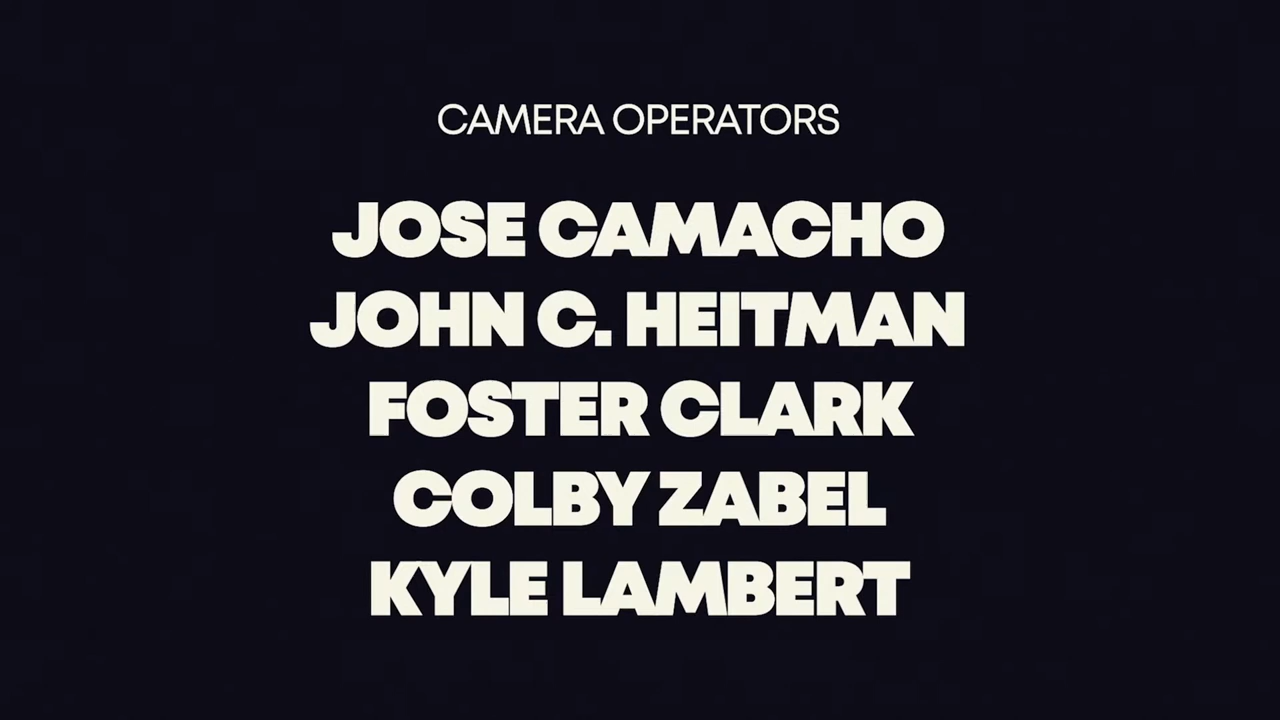 CAMERA OPERATORS
JOSE CAMACHO
JOHN C. HEITMAN
FOSTER CLARK
COLBY ZABEL
KYLE LAMBERT